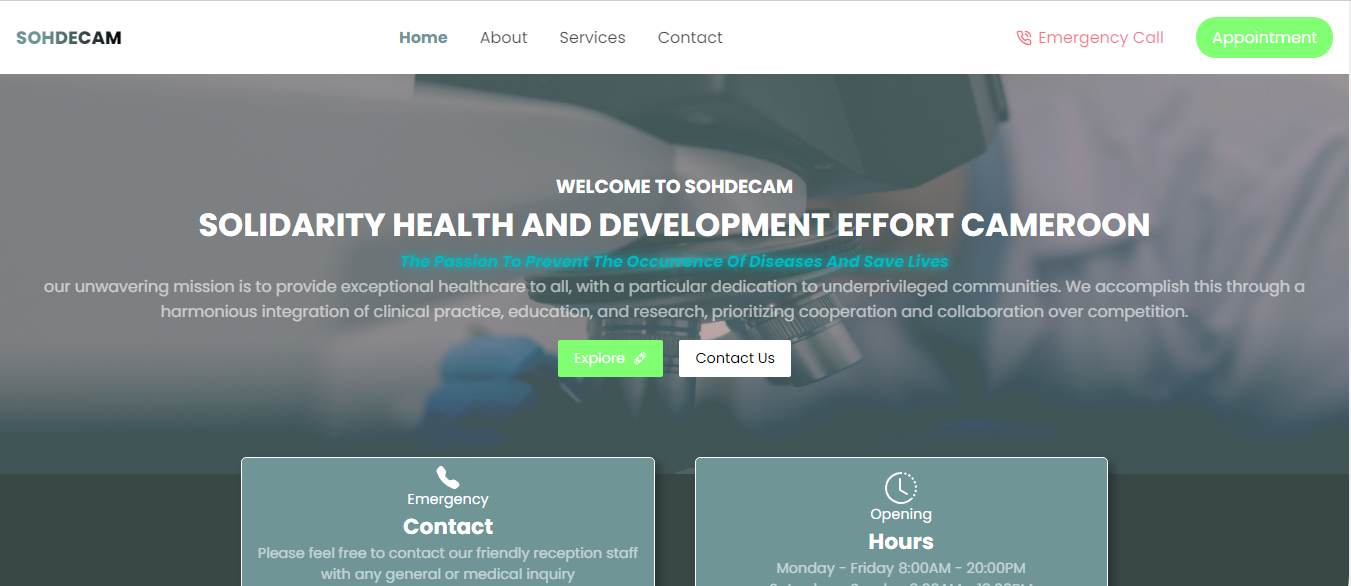 SOHDECAM
Home
About
Services
Contact
Emergency Call
Appointment
WELCOME TO SOHDECAM
SOLIDARITY HEALTH AND DEVELOPMENT EFFORT CAMEROON
The Passion To Prevent The Occurrence Of Diseases And Save Lives
our unwavering mission is to provide exceptional healthcare to all, with a particular dedication to underprivileged communities. We accomplish this through a
harmonious integration of clinical practice, education, and research, prioritizing cooperation and collaboration over competition.
Explore
Contact Us
Emergency
Contact
Please feel free to contact our friendly reception staff
with any general or medical inquiry
Opening
Hours
Monday - Friday 8:00AM - 20:00PM